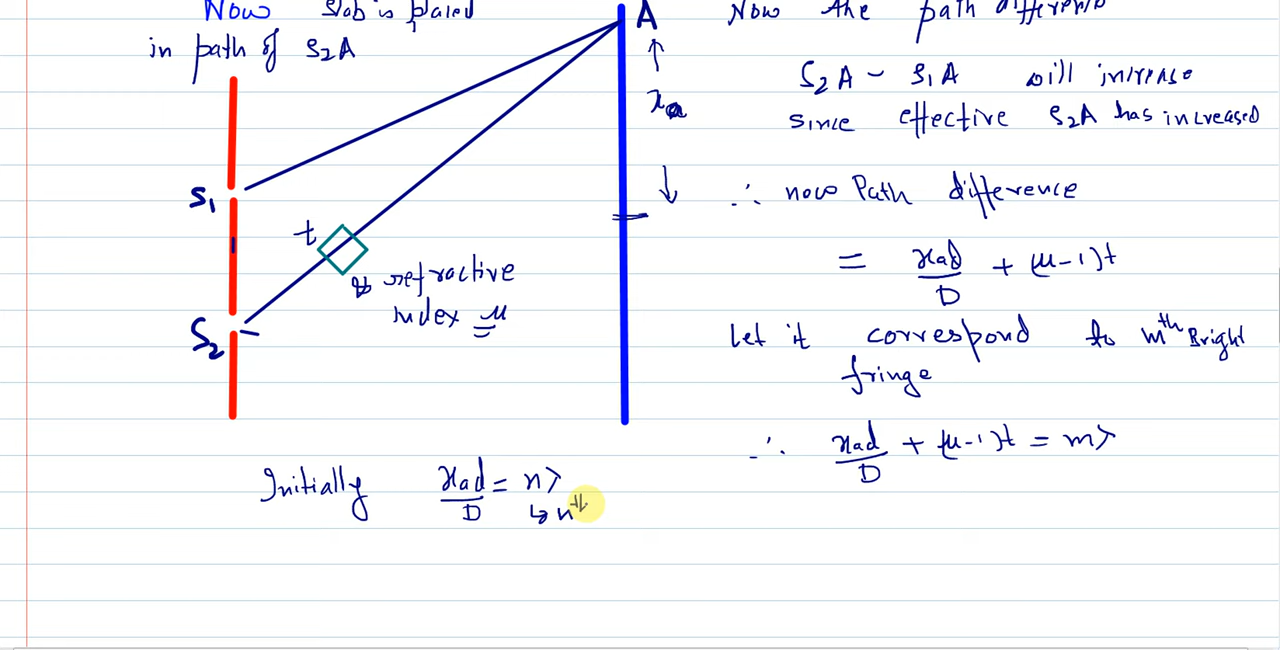 Now slab is placed
in path of S2A
S1
t
refractive
index μ
S2
A
xa
Initially xad/D = nλ
↳ nth
Now the path difference
S2A - S1A will increase
since effective S2A has increased
∴ now Path difference
= xad/D + (μ-1)t
Let it correspond to mth Bright
fringe
∴ xad/D + (μ-1)t = mλ